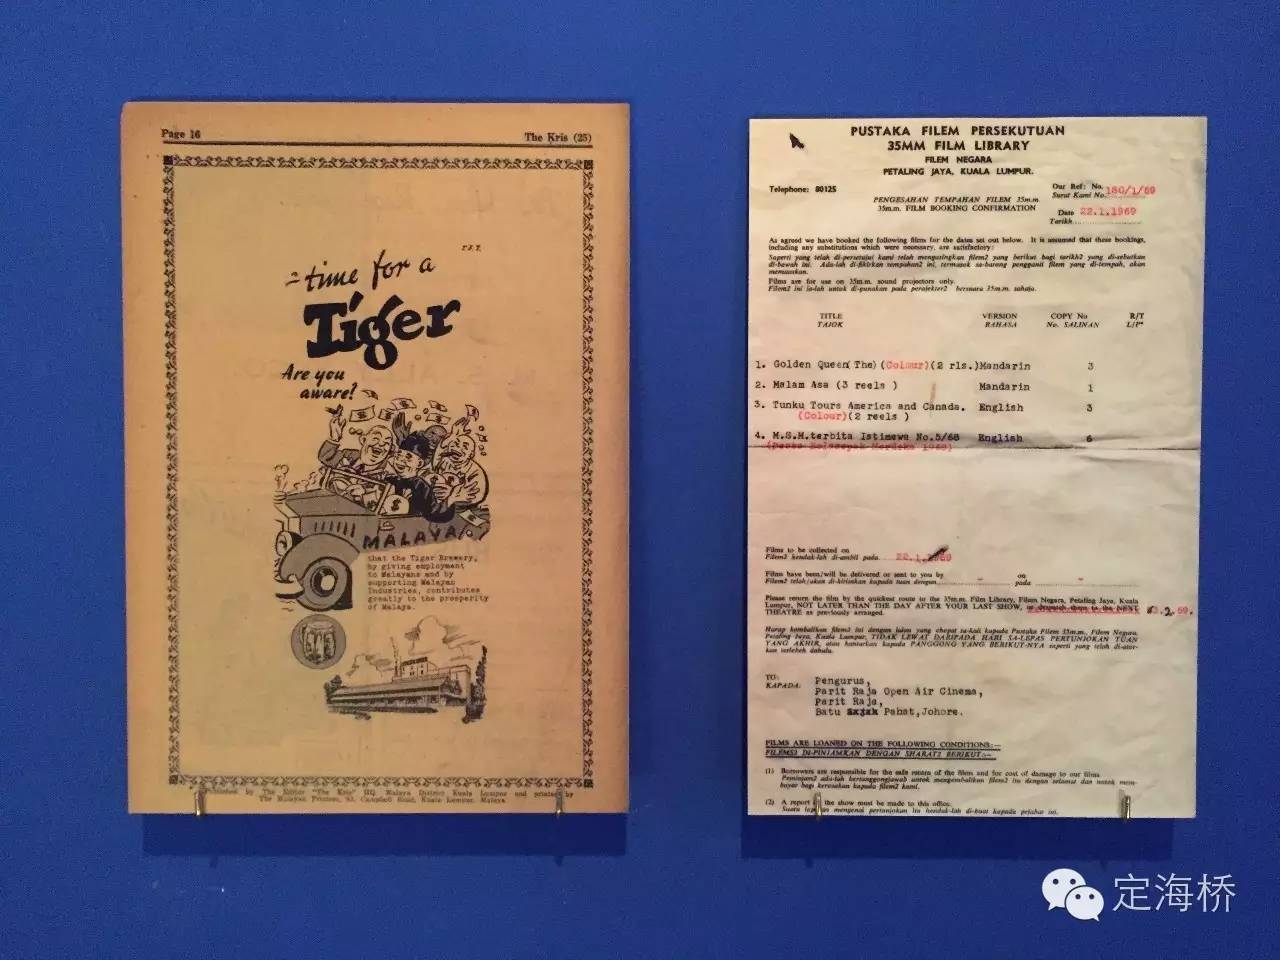 Page 16
The Kris (25)
time for a
Tiger
Are you
aware?
MALAYA
that the Tiger Brewery,
by giving employment
to Malayans and by
supporting Malayan
Industries, contributes
greatly to the prosperity
of Malaya.
by The Editor "The Kris" HQ. Malaya District Kuala Lumpur and printed by
The Malayan Printers, Campbell Road, Kuala Lumpur, Malaya
PUSTAKA FILEM PERSEKUTUAN
35MM FILM LIBRARY
FILEM NEGARA
PETALING JAYA, KUALA LUMPUR.
Telephone: 80125
Our Ref: No. 180/1/69
Surat Kami No.
PENGESAHAN TEMPAHAN FILEM 35m.m.
35m.m. FILM BOOKING CONFIRMATION
Date 22.1.1969
Tarikh
As agreed we have booked the following films for the dates set out below. It is assumed that these bookings,
including any substitutions which were necessary, are satisfactory:
Saperti yang telah di-persetujui kami telah mengasingkan filem2 yang berikut bagi tarikh2 yang di-sebutkan
di-bawah ini. Ada-lah di-fikirkan tempahan2 ini, termasok sa-barang pengganti filem yang di-tempah, akan
memuaskan.
Films are for use on 35m.m. sound projectors only.
Filem2 ini ia-lah untok di-gunakan pada perojekter2 bersuara 35m.m. sahaja.
TITLE VERSION COPY No R/T
TAJOK BAHASA No. SALINAN
1. Golden Queen(The) (Colour)(2 rls.)Mandarin 3
2. Malam Asa (3 reels ) Mandarin 1
3. Tunku Tours America and Canada. English 3
(Colour)(2 reels )
4. M.S.M.terbita Istimewa No.5/68 English 6
Films to be collected on
Filem2 hendak-lah di-ambil pada 22.1.1969
Films have been/will be delivered or sent to you by on
Filem2 telah/akan di-kirimkan kapada tuan dengan pada
Please return the film by the quickest route to the 35m.m. Film Library, Filem Negara, Petaling Jaya, Kuala
Lumpur, NOT LATER THAN THE DAY AFTER YOUR LAST SHOW, or despatch them to the NEXT
THEATRE as previously arranged.
Harap kembalikan filem2 ini dengan jalan yang chepat sa-kali kapada Pustaka Filem 35m.m., Filem Negara,
Petaling Jaya, Kuala Lumpur, TIDAK LEWAT DARIPADA HARI SA-LEPAS PERTUNJOKAN TUAN
YANG AKHIR, atau hantarkan kapada PANGGONG YANG BERIKUT-NYA saperti yang telah di-ator-
kan terlebeh dahulu.
TO:
KAPADA:
Pengurus,
Parit Raja Open Air Cinema,
Parit Raja,
Batu Pahat,Johore.
FILMS ARE LOANED ON THE FOLLOWING CONDITIONS:—
FILEM2 DI-PINJAMKAN DENGAN SHARAT2 BERIKUT:—
(1) Borrowers are responsible for the safe return of the film and for cost of damage to our films.
Peminjam ada-lah bertanggongjawab untok mengembalikan filem2 itu dengan selamat dan untok mem-
bayar bagi kerosakan kapada filem2 kami.
(2) A report the show must be made to this office.
Suatu mengenai pertunjokan itu hendak-lah di-buat kapada pejabat ini.
定海桥